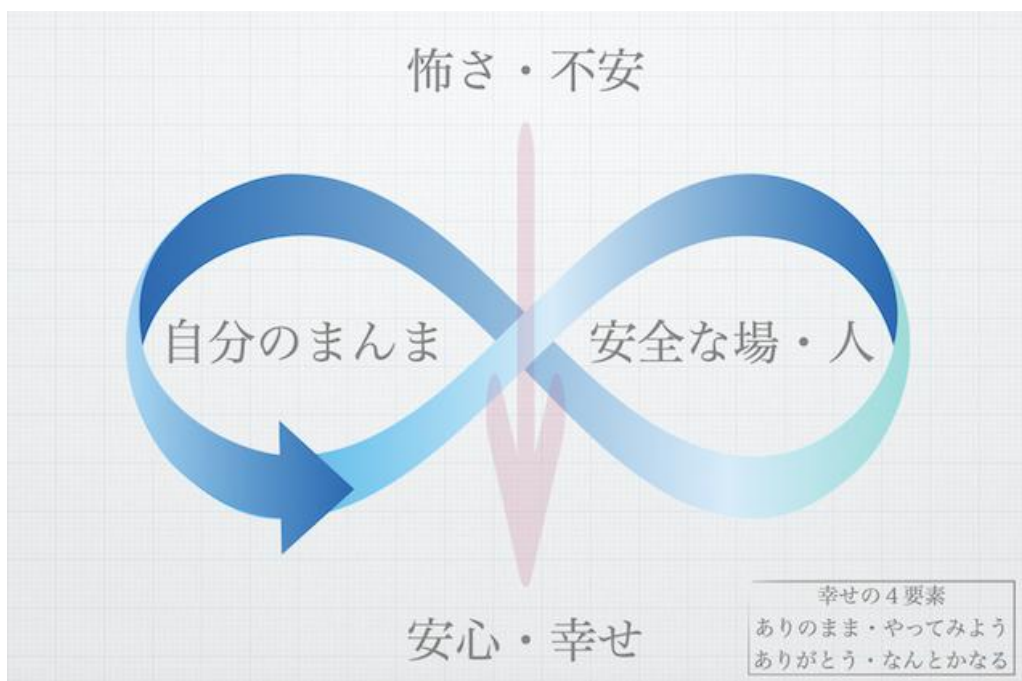 怖さ・不安
自分のまんま
安全な場・人
安心・幸せ
幸せの４要素
ありのまま・やってみよう
ありがとう・なんとかなる